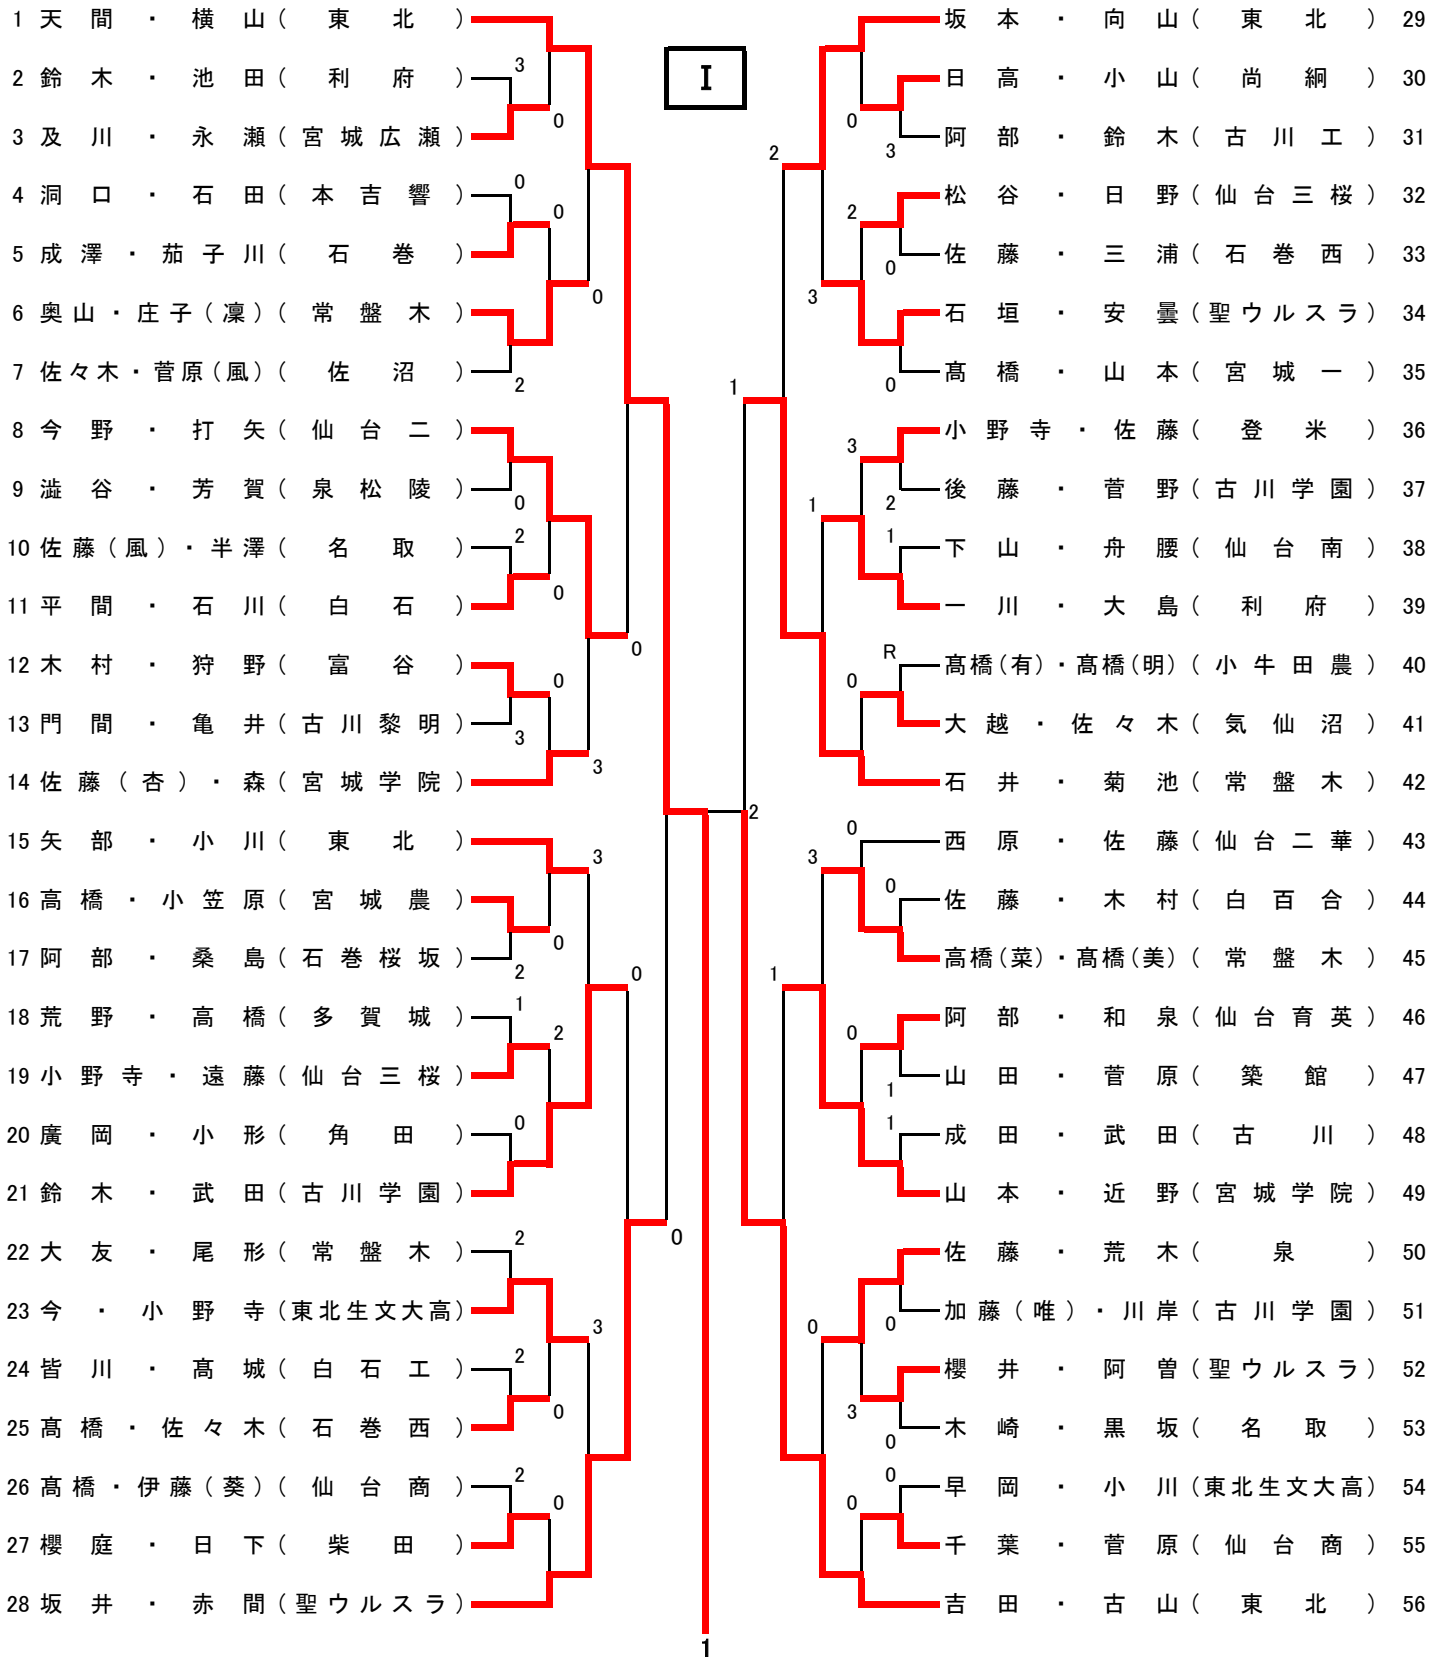 I
1 天間・横山(東北)
2 鈴木・池田(利府)
3 及川・永瀬(宮城広瀬)
4 洞口・石田(本吉響)
5 成澤・茄子川(石巻)
6 奥山・庄子(凜)(常盤木)
7 佐々木・菅原(風)(佐沼)
8 今野・打矢(仙台二)
9 澁谷・芳賀(泉松陵)
10 佐藤(風)・半澤(名取)
11 平間・石川(白石)
12 木村・狩野(富谷)
13 門間・亀井(古川黎明)
14 佐藤(杏)・森(宮城学院)
15 矢部・小川(東北)
16 高橋・小笠原(宮城農)
17 阿部・桑島(石巻桜坂)
18 荒野・高橋(多賀城)
19 小野寺・遠藤(仙台三桜)
20 廣岡・小形(角田)
21 鈴木・武田(古川学園)
22 大友・尾形(常盤木)
23 今・小野寺(東北生文大高)
24 皆川・髙城(白石工)
25 髙橋・佐々木(石巻西)
26 髙橋・伊藤(葵)(仙台商)
27 櫻庭・日下(柴田)
28 坂井・赤間(聖ウルスラ)
3
0
0
0
0
2
0
2
0
0
0
3
3
3
0
2
0
1
2
0
2
3
2
0
2
0
0
坂本・向山(東北) 29
日高・小山(尚絅) 30
阿部・鈴木(古川工) 31
松谷・日野(仙台三桜) 32
佐藤・三浦(石巻西) 33
石垣・安曇(聖ウルスラ) 34
髙橋・山本(宮城一) 35
小野寺・佐藤(登米) 36
後藤・菅野(古川学園) 37
下山・舟腰(仙台南) 38
一川・大島(利府) 39
髙橋(有)・髙橋(明)(小牛田農) 40
大越・佐々木(気仙沼) 41
石井・菊池(常盤木) 42
西原・佐藤(仙台二華) 43
佐藤・木村(白百合) 44
高橋(菜)・髙橋(美)(常盤木) 45
阿部・和泉(仙台育英) 46
山田・菅原(築館) 47
成田・武田(古川) 48
山本・近野(宮城学院) 49
佐藤・荒木(泉) 50
加藤(唯)・川岸(古川学園) 51
櫻井・阿曽(聖ウルスラ) 52
木崎・黒坂(名取) 53
早岡・小川(東北生文大高) 54
千葉・菅原(仙台商) 55
吉田・古山(東北) 56
0
3
2
2
0
3
0
1
3
2
1
1
R
0
2
0
3
0
1
0
1
1
0
0
3
0
0
0
1